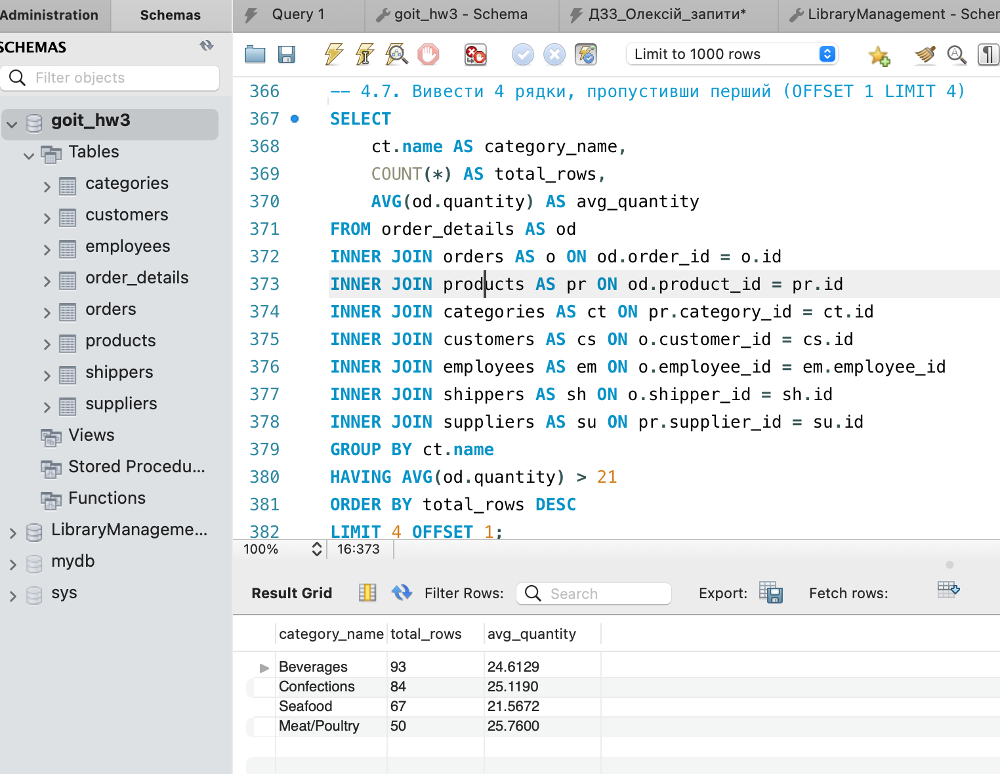 Administration
Schemas
Query 1
goit_hw3 - Schema
ДЗ3_Олексій_запити*
LibraryManagement - Schem
SCHEMAS
Filter objects
goit_hw3
Tables
categories
customers
employees
order_details
orders
products
shippers
suppliers
Views
Stored Procedu...
Functions
LibraryManageme...
mydb
sys
Limit to 1000 rows
366 -- 4.7. Вивести 4 рядки, пропустивши перший (OFFSET 1 LIMIT 4)
367 SELECT
368 ct.name AS category_name,
369 COUNT(*) AS total_rows,
370 AVG(od.quantity) AS avg_quantity
371 FROM order_details AS od
372 INNER JOIN orders AS o ON od.order_id = o.id
373 INNER JOIN products AS pr ON od.product_id = pr.id
374 INNER JOIN categories AS ct ON pr.category_id = ct.id
375 INNER JOIN customers AS cs ON o.customer_id = cs.id
376 INNER JOIN employees AS em ON o.employee_id = em.employee_id
377 INNER JOIN shippers AS sh ON o.shipper_id = sh.id
378 INNER JOIN suppliers AS su ON pr.supplier_id = su.id
379 GROUP BY ct.name
380 HAVING AVG(od.quantity) > 21
381 ORDER BY total_rows DESC
382 LIMIT 4 OFFSET 1;
100% 16:373
Result Grid Filter Rows: Search Export: Fetch rows:
category_name total_rows avg_quantity
Beverages 93 24.6129
Confections 84 25.1190
Seafood 67 21.5672
Meat/Poultry 50 25.7600